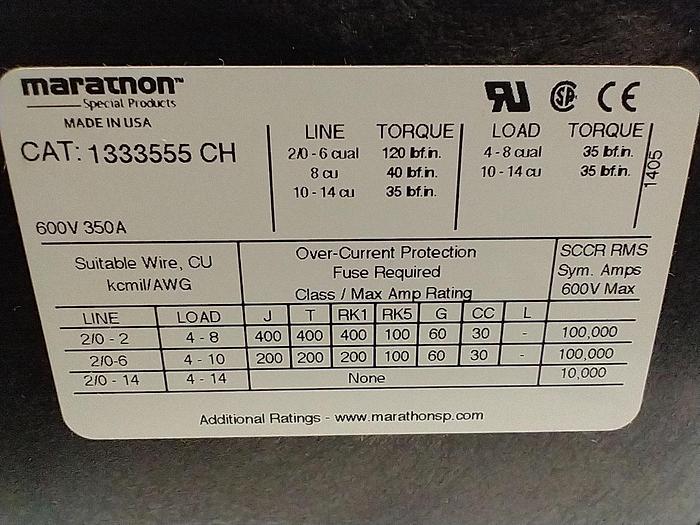 marathon™
Special Products
MADE IN USA
CAT: 1333555 CH
600V 350A
LINE TORQUE
2/0 - 6 cual 120 lbf.in.
8 cu 40 lbf.in.
10 - 14 cu 35 lbf.in.
LOAD TORQUE
4 - 8 cual 35 lbf.in.
10 - 14 cu 35 lbf.in.
1405
RU SP CE
Suitable Wire, CU
kcmil/AWG
Over-Current Protection
Fuse Required
Class / Max Amp Rating
SCCR RMS
Sym. Amps
600V Max
LINE LOAD J T RK1 RK5 G CC L
2/0 - 2 4 - 8 400 400 400 100 60 30 - 100,000
2/0-6 4 - 10 200 200 200 100 60 30 - 100,000
2/0 - 14 4 - 14 None 10,000
Additional Ratings - www.marathonsp.com